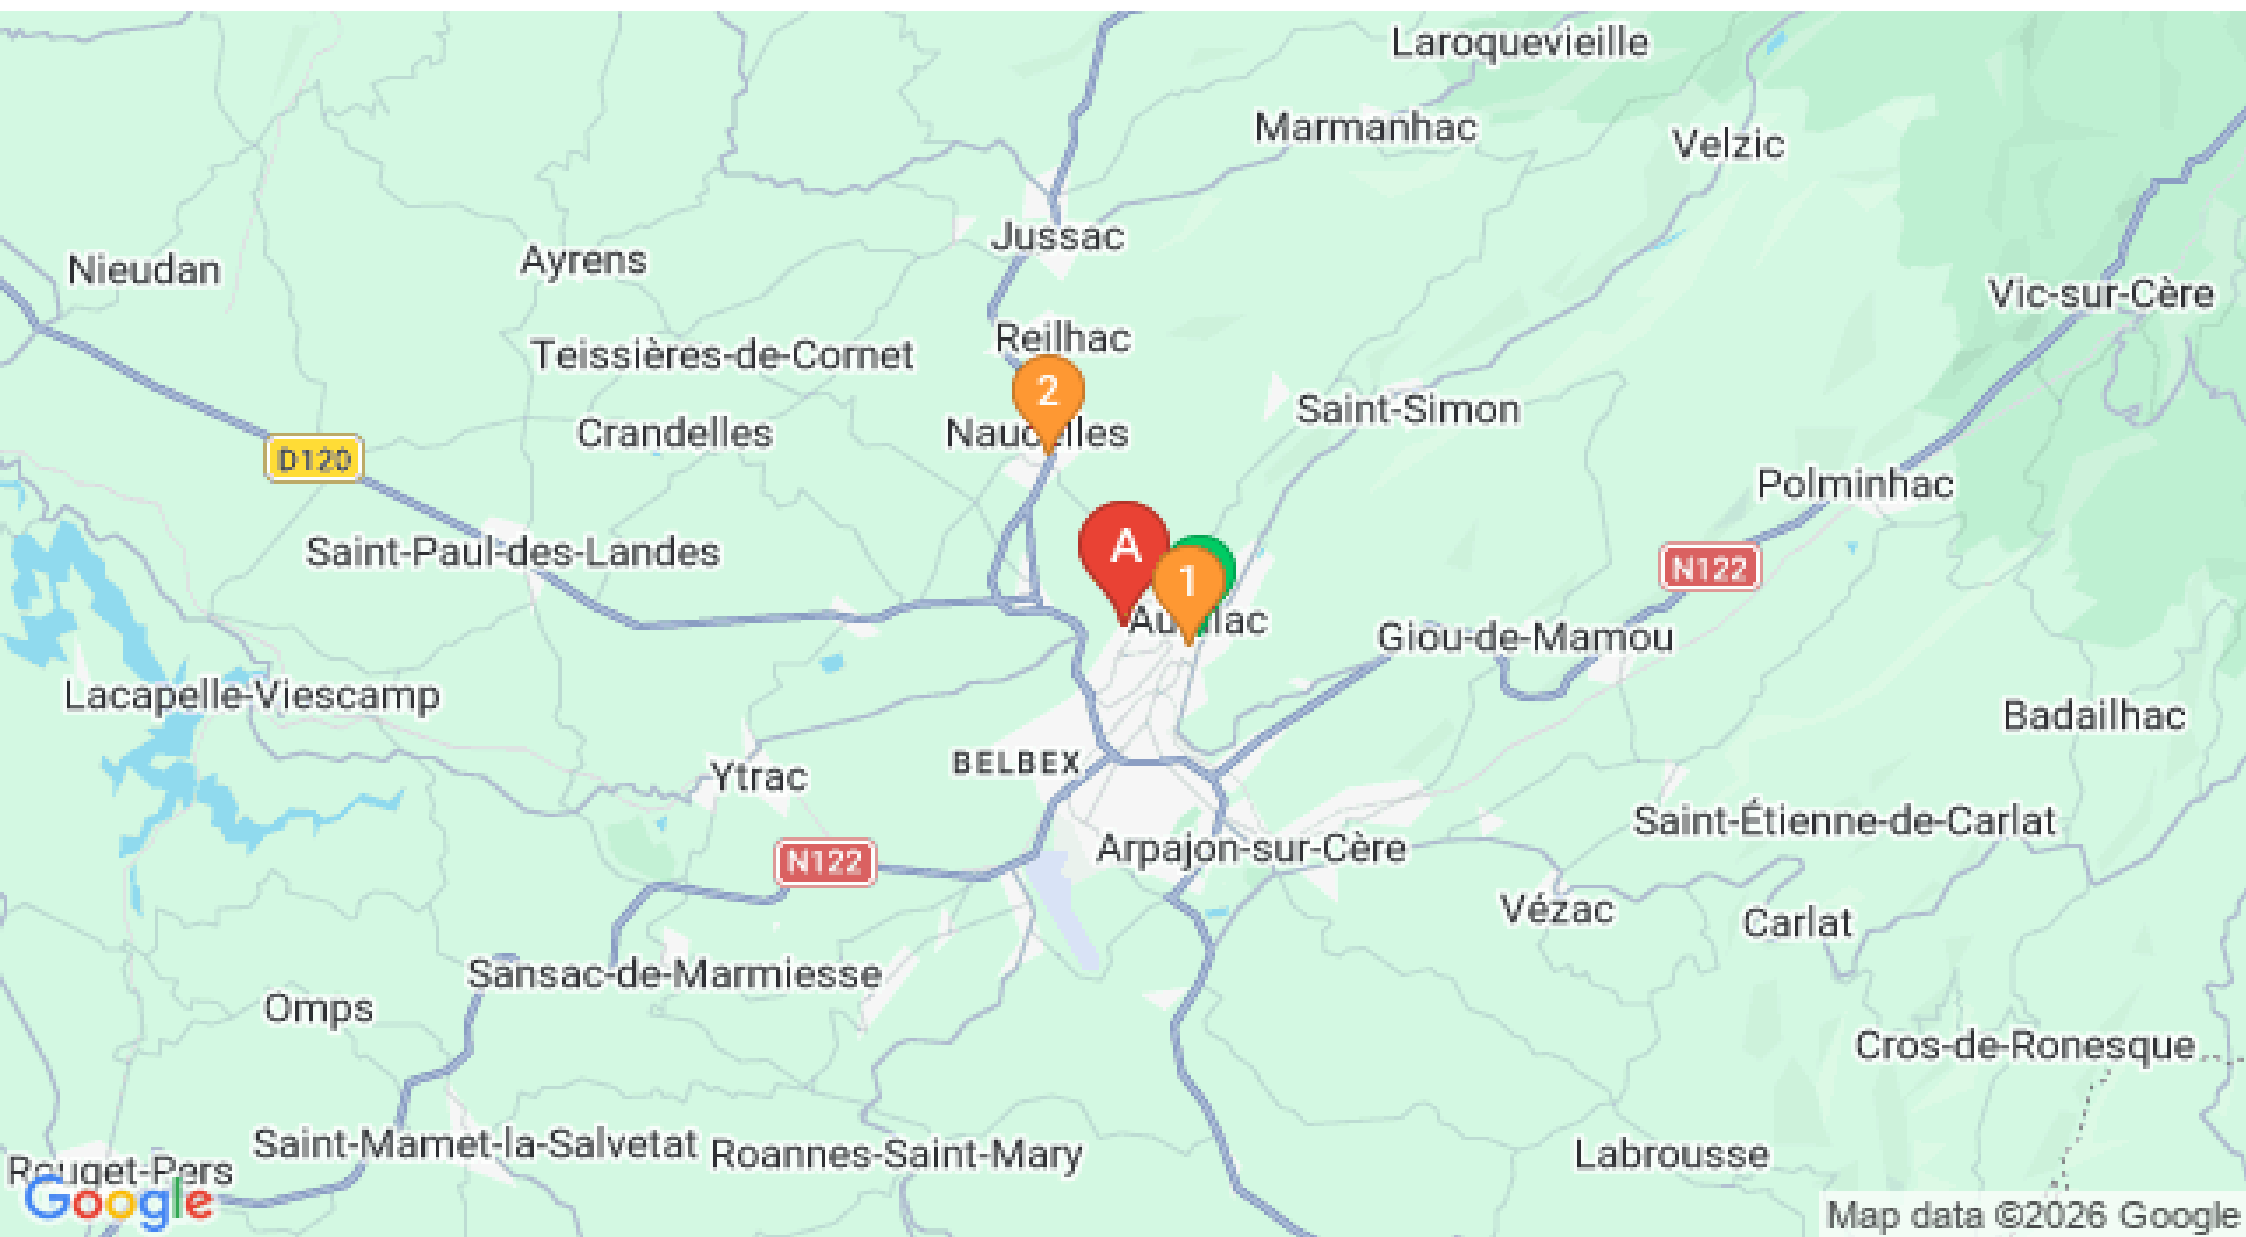 Laroquevieille
Marmanhac
Velzic
Jussac
Nieudan
Ayrens
Vic-sur-Cère
Reilhac
Teissières-de-Cornet
2
Saint-Simon
Crandelles
D120
Polminhac
Saint-Paul-des-Landes
A
1
N122
Giou-de-Mamou
Lacapelle-Viescamp
Badailhac
BELBEX
Ytrac
Saint-Étienne-de-Carlat
Arpajon-sur-Cère
N122
Vézac
Carlat
Sansac-de-Marmiesse
Omps
Cros-de-Ronesque
Saint-Mamet-la-Salvetat
Roannes-Saint-Mary
Labrousse
Rouget-Pers
Google
Map data ©2026 Google